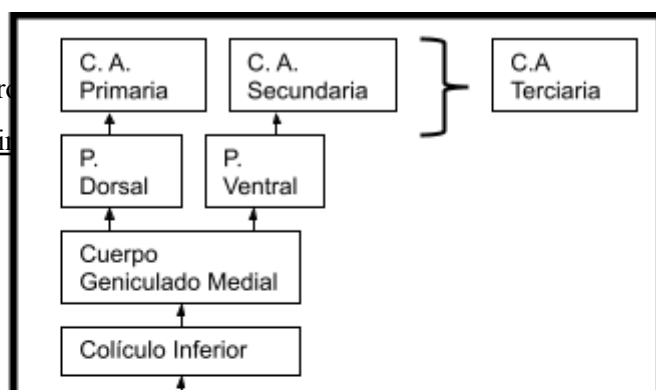 C. A.
Primaria
C. A.
Secundaria
C.A
Terciaria
P.
Dorsal
P.
Ventral
Cuerpo
Geniculado Medial
Colículo Inferior